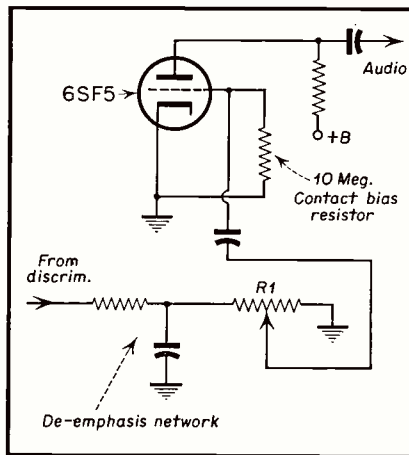 Audio
6SF5
+B
10 Meg.
Contact bias
resistor
From
discrim.
R1
De-emphasis network